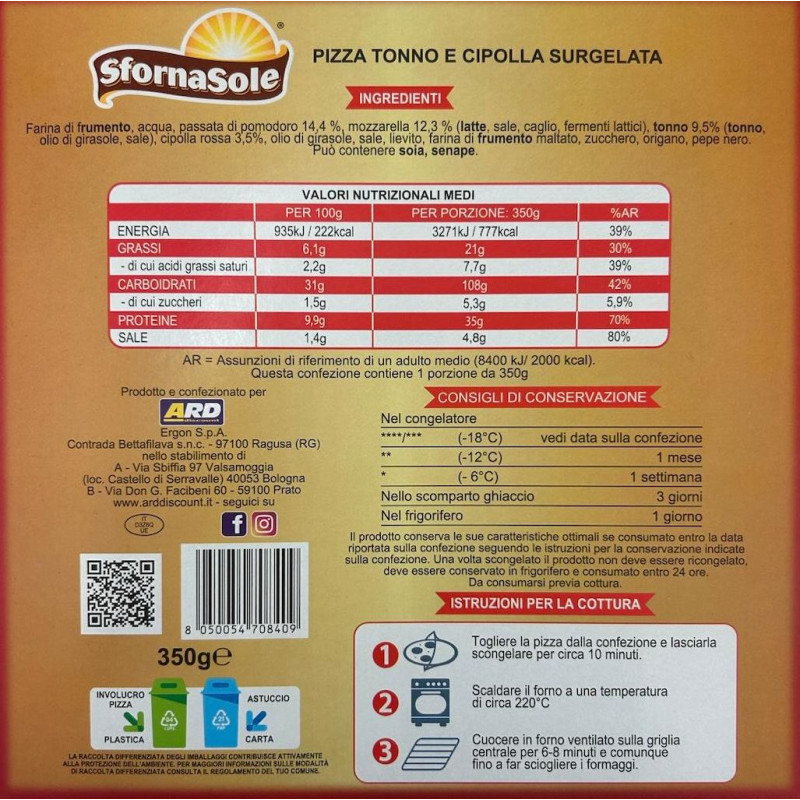 SfornaSole
®
PIZZA TONNO E CIPOLLA SURGELATA
INGREDIENTI
Farina di frumento, acqua, passata di pomodoro 14,4 %, mozzarella 12,3 % (latte, sale, caglio, fermenti lattici), tonno 9,5% (tonno,
olio di girasole, sale), cipolla rossa 3,5%, olio di girasole, sale, lievito, farina di frumento maltato, zucchero, origano, pepe nero.
Può contenere soia, senape.
VALORI NUTRIZIONALI MEDI
PER 100g PER PORZIONE: 350g %AR
ENERGIA 935kJ / 222kcal 3271kJ / 777kcal 39%
GRASSI 6,1g 21g 30%
- di cui acidi grassi saturi 2,2g 7,7g 39%
CARBOIDRATI 31g 108g 42%
- di cui zuccheri 1,5g 5,3g 5,9%
PROTEINE 9,9g 35g 70%
SALE 1,4g 4,8g 80%
AR = Assunzioni di riferimento di un adulto medio (8400 kJ/ 2000 kcal).
Questa confezione contiene 1 porzione da 350g
Prodotto e confezionato per
ARD
discount
Ergon S.p.A.
Contrada Bettafilava s.n.c. - 97100 Ragusa (RG)
nello stabilimento di
A - Via Sbiffia 97 Valsamoggia
(loc. Castello di Serravalle) 40053 Bologna
B - Via Don G. Facibeni 60 - 59100 Prato
www.arddiscount.it - seguici su
IT
UE
CONSIGLI DI CONSERVAZIONE
Nel congelatore
****/*** (-18°C) vedi data sulla confezione
** (-12°C) 1 mese
* (- 6°C) 1 settimana
Nello scomparto ghiaccio 3 giorni
Nel frigorifero 1 giorno
Il prodotto conserva le sue caratteristiche ottimali se consumato entro la data
riportata sulla confezione seguendo le istruzioni per la conservazione indicate
sulla confezione. Una volta scongelato il prodotto non deve essere ricongelato,
deve essere conservato in frigorifero e consumato entro 24 ore.
Da consumarsi previa cottura.
8 050054 708409
350g℮
INVOLUCRO
PIZZA
PLASTICA
04
21
ASTUCCIO
CARTA
LA RACCOLTA DIFFERENZIATA DEGLI IMBALLAGGI CONTRIBUISCE ATTIVAMENTE
ALLA PROTEZIONE DELL'AMBIENTE. PER MAGGIORI INFORMAZIONI SULLE MODALITÀ
DI RACCOLTA DIFFERENZIATA CONSULTA IL REGOLAMENTO DEL TUO COMUNE.
ISTRUZIONI PER LA COTTURA
1 Togliere la pizza dalla confezione e lasciarla
scongelare per circa 10 minuti.
2 Scaldare il forno a una temperatura
di circa 220°C
3 Cuocere in forno ventilato sulla griglia
centrale per 6-8 minuti e comunque
fino a far sciogliere i formaggi.